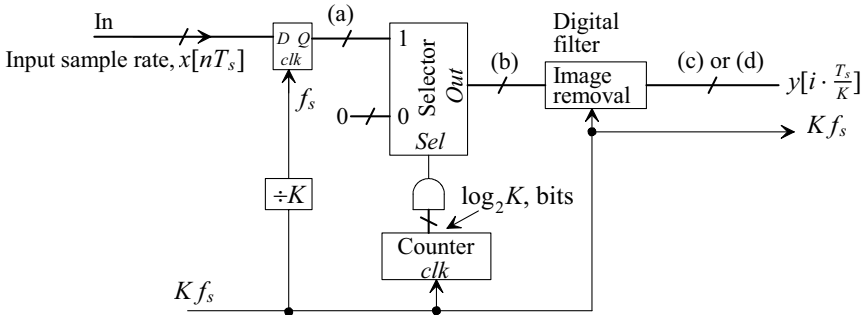 In
Input sample rate, x[nT_s]
D Q
clk
(a)
f_s
÷K
1
0
0
Selector
Out
Sel
(b)
Digital
filter
Image
removal
(c) or (d)
y[i · T_s/K]
Kf_s
log_2 K, bits
Counter
clk
Kf_s